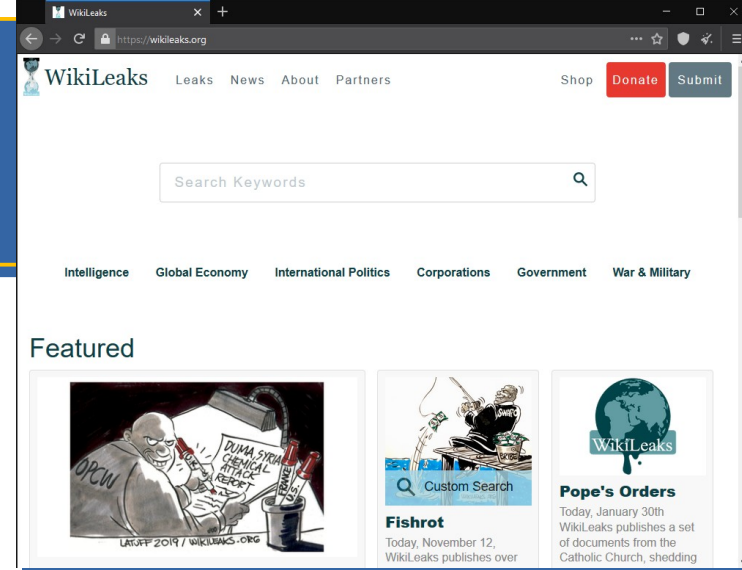 WikiLeaks
https://wikileaks.org
WikiLeaks Leaks News About Partners Shop Donate Submit
Search Keywords
Intelligence Global Economy International Politics Corporations Government War & Military
Featured
OPCW
DUMA, SYRIA
CHEMICAL
ATTACK
REPORT
FRANCE
U.S.
LATUFF 2019 / WIKILEAKS.ORG
SWAPO
Custom Search
Fishrot
Today, November 12,
WikiLeaks publishes over
WikiLeaks
Pope's Orders
Today, January 30th
WikiLeaks publishes a set
of documents from the
Catholic Church, shedding